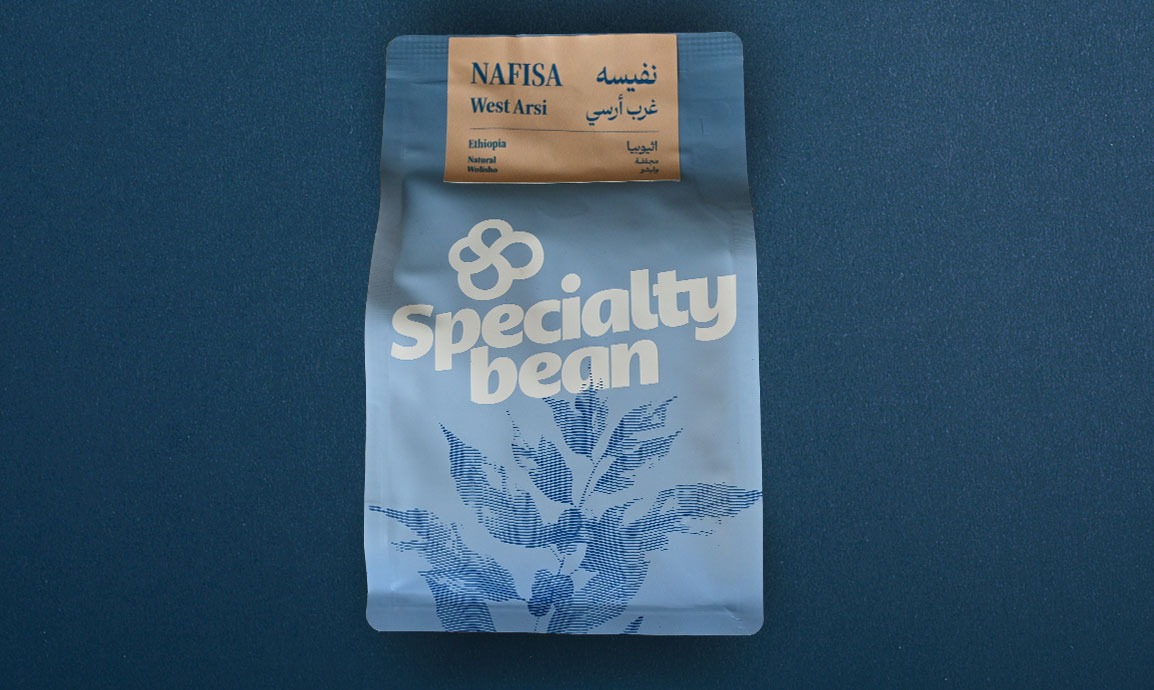 NAFISA نفيسه
West Arsi غرب أرسي
Ethiopia اثيوبيا
Natural مجففة
Wolisho وليشو
Specialty
bean